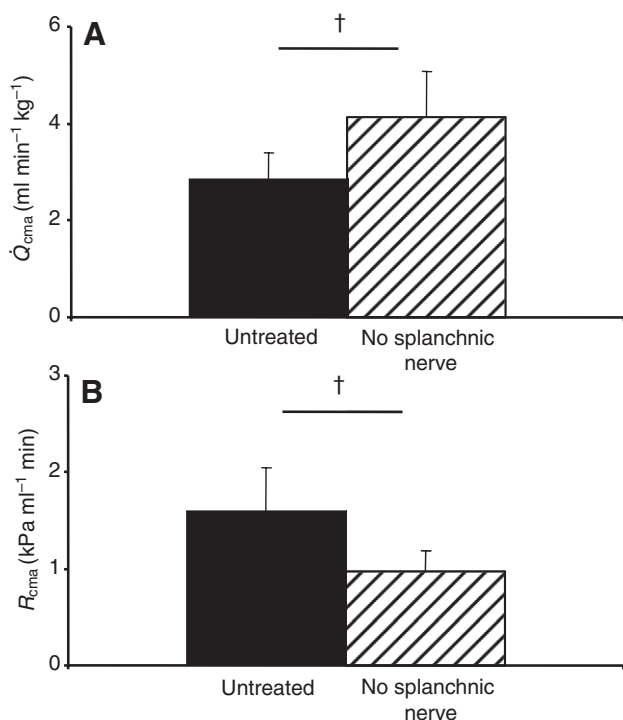 A
†
6
4
2
0
Q̇cma (ml min⁻¹ kg⁻¹)
Untreated
No splanchnic
nerve
B
†
3
2
1
0
Rcma (kPa ml⁻¹ min)
Untreated
No splanchnic
nerve